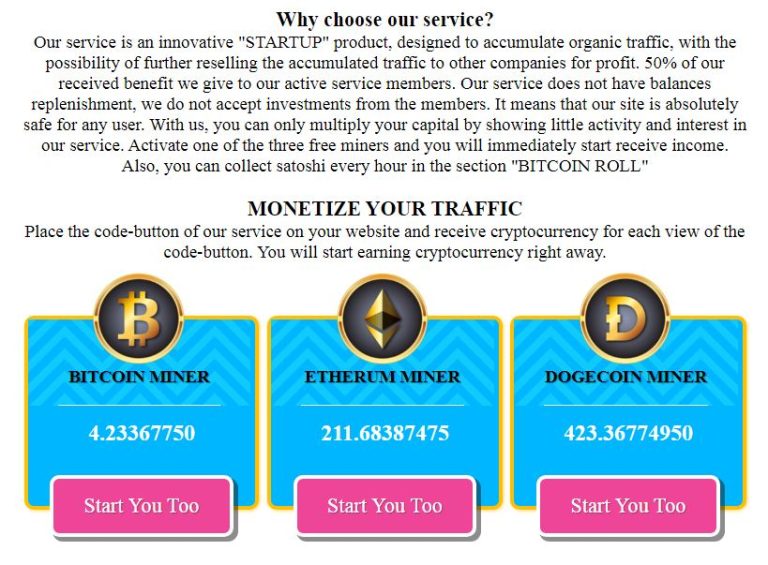 Why choose our service?
Our service is an innovative "STARTUP" product, designed to accumulate organic traffic, with the
possibility of further reselling the accumulated traffic to other companies for profit. 50% of our
received benefit we give to our active service members. Our service does not have balances
replenishment, we do not accept investments from the members. It means that our site is absolutely
safe for any user. With us, you can only multiply your capital by showing little activity and interest in
our service. Activate one of the three free miners and you will immediately start receive income.
Also, you can collect satoshi every hour in the section "BITCOIN ROLL"
MONETIZE YOUR TRAFFIC
Place the code-button of our service on your website and receive cryptocurrency for each view of the
code-button. You will start earning cryptocurrency right away.
BITCOIN MINER
4.23367750
Start You Too
ETHERUM MINER
211.68387475
Start You Too
DOGECOIN MINER
423.36774950
Start You Too